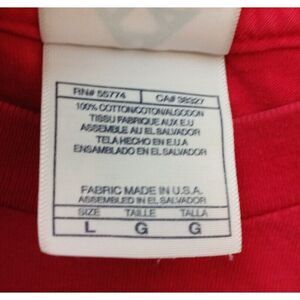 RN# 55774 CA# 38327
100% COTTON/COTON/ALGODON
TISSU FABRIQUE AUX E.U
ASSEMBLE AU EL SALVADOR
TELA HECHO EN E.U.A
ENSAMBLADO EN EL SALVADOR
FABRIC MADE IN U.S.A.
ASSEMBLED IN EL SALVADOR
SIZE TAILLE TALLA
L G G